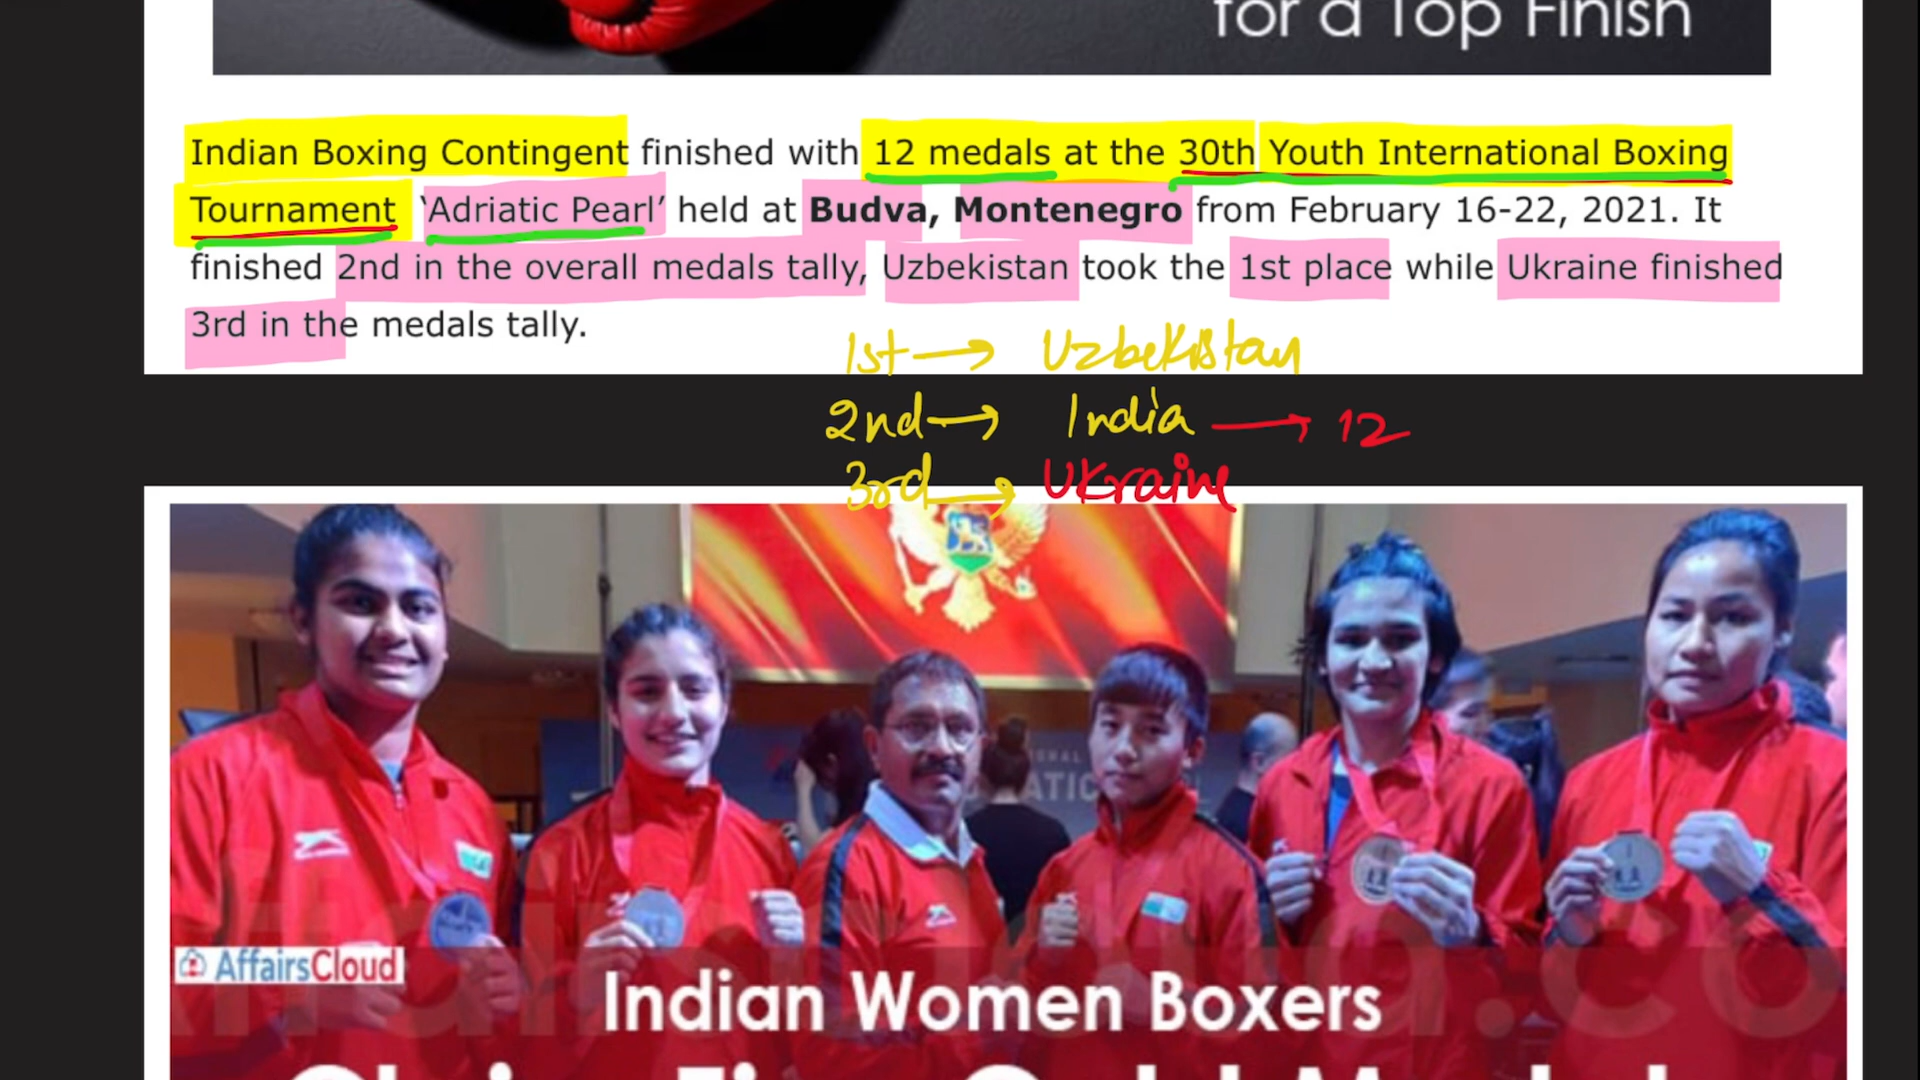 for a Top Finish
Indian Boxing Contingent finished with 12 medals at the 30th Youth International Boxing
Tournament ‘Adriatic Pearl’ held at Budva, Montenegro from February 16-22, 2021. It
finished 2nd in the overall medals tally, Uzbekistan took the 1st place while Ukraine finished
3rd in the medals tally.
1st → Uzbekistan
2nd → India → 12
3rd → Ukraine
AffairsCloud
Indian Women Boxers